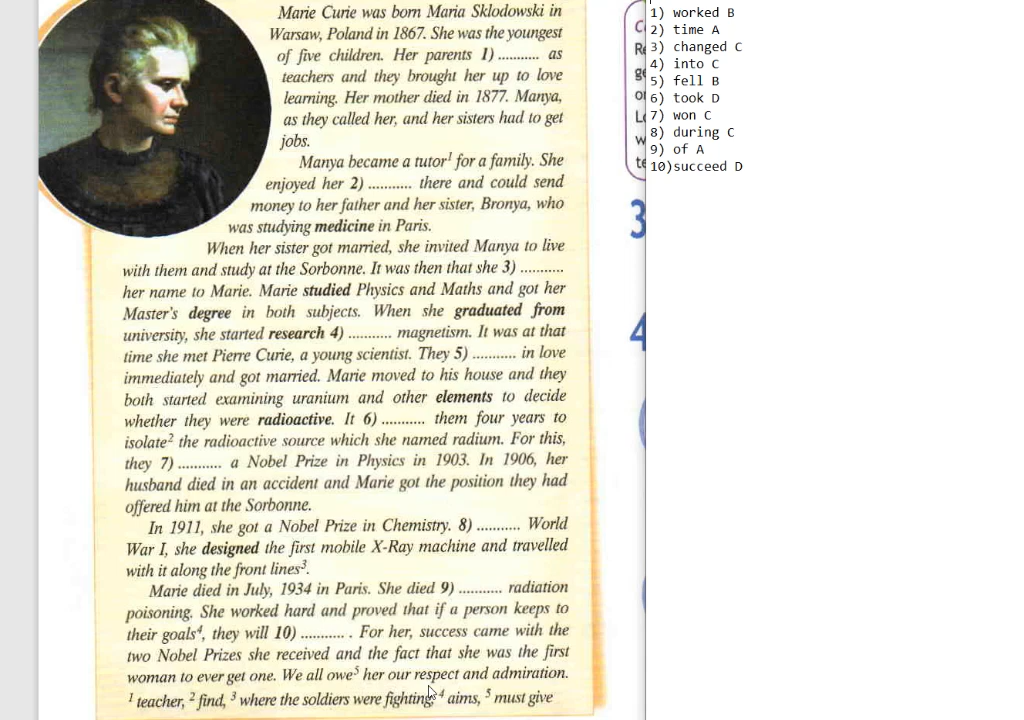 Marie Curie was born Maria Sklodowski in
Warsaw, Poland in 1867. She was the youngest
of five children. Her parents 1) ........... as
teachers and they brought her up to love
learning. Her mother died in 1877. Manya,
as they called her, and her sisters had to get
jobs.
Manya became a tutor¹ for a family. She
enjoyed her 2) ........... there and could send
money to her father and her sister, Bronya, who
was studying medicine in Paris.
When her sister got married, she invited Manya to live
with them and study at the Sorbonne. It was then that she 3) ...........
her name to Marie. Marie studied Physics and Maths and got her
Master's degree in both subjects. When she graduated from
university, she started research 4) ........... magnetism. It was at that
time she met Pierre Curie, a young scientist. They 5) ........... in love
immediately and got married. Marie moved to his house and they
both started examining uranium and other elements to decide
whether they were radioactive. It 6) ........... them four years to
isolate² the radioactive source which she named radium. For this,
they 7) ........... a Nobel Prize in Physics in 1903. In 1906, her
husband died in an accident and Marie got the position they had
offered him at the Sorbonne.
In 1911, she got a Nobel Prize in Chemistry. 8) ........... World
War I, she designed the first mobile X-Ray machine and travelled
with it along the front lines³.
Marie died in July, 1934 in Paris. She died 9) ........... radiation
poisoning. She worked hard and proved that if a person keeps to
their goals⁴, they will 10) ........... . For her, success came with the
two Nobel Prizes she received and the fact that she was the first
woman to ever get one. We all owe⁵ her our respect and admiration.
¹ teacher, ² find, ³ where the soldiers were fighting, ⁴ aims, ⁵ must give
3
4
1) worked B
2) time A
3) changed C
4) into C
5) fell B
6) took D
7) won C
8) during C
9) of A
10)succeed D